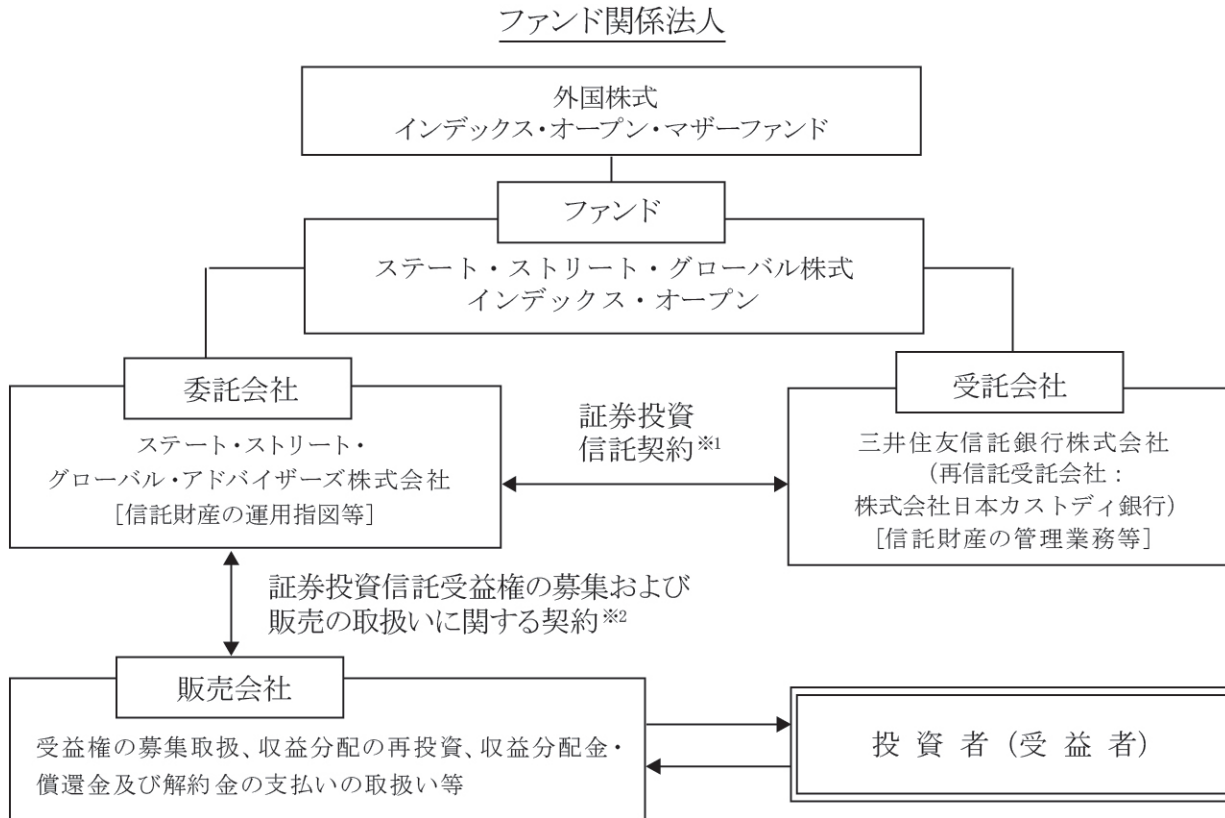 ファンド関係法人
外国株式
インデックス・オープン・マザーファンド
ファンド
ステート・ストリート・グローバル株式
インデックス・オープン
委託会社
ステート・ストリート・
グローバル・アドバイザーズ株式会社
[信託財産の運用指図等]
証券投資
信託契約※1
受託会社
三井住友信託銀行株式会社
(再信託受託会社:
株式会社日本カストディ銀行)
[信託財産の管理業務等]
証券投資信託受益権の募集および
販売の取扱いに関する契約※2
販売会社
受益権の募集取扱、収益分配の再投資、収益分配金・
償還金及び解約金の支払いの取扱い等
投資者(受益者)